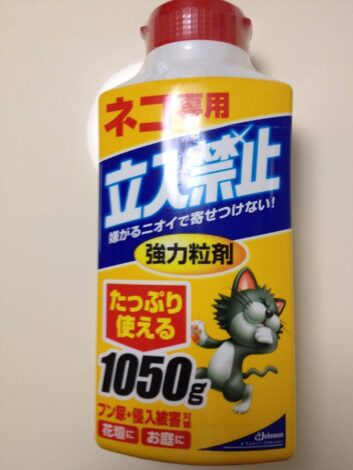 ネコ専用
立入禁止
嫌がるニオイで寄せつけない!
強力粒剤
たっぷり
使える
1050g
フン尿・侵入被害対策
花壇に お庭に
Johnson
A FAMILY COMPANY